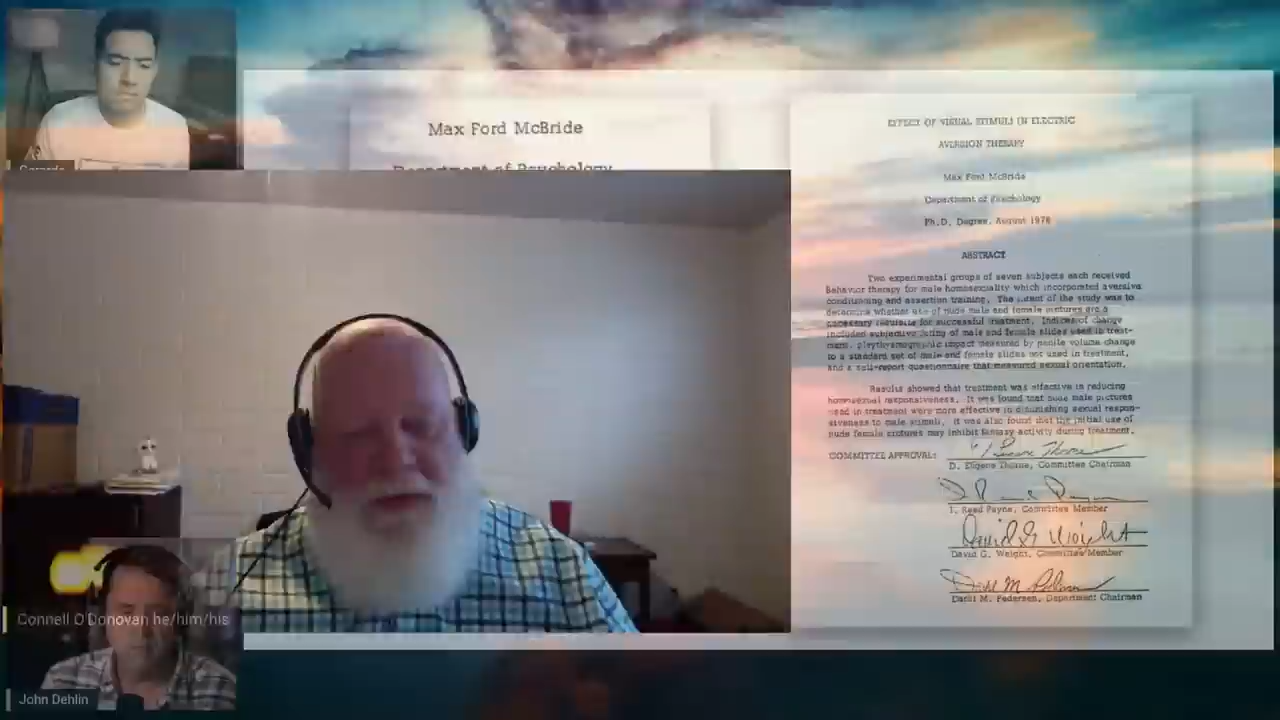 Max Ford McBride
Department of Psychology
EFFECT OF VISUAL STIMULI IN ELECTRIC
AVERSION THERAPY
Max Ford McBride
Department of Psychology
Ph.D. Degree, August 1976
ABSTRACT
Two experimental groups of seven subjects each received
Behavior therapy for male homosexuality which incorporated aversive
conditioning and assertion training. The intent of the study was to
determine whether use of nude male and female pictures are a
necessary requisite for successful treatment. Indices of change
included subjective rating of male and female slides used in treat-
ment, plethysmographic impact measured by penile volume change
to a standard set of male and female slides not used in treatment,
and a self-report questionnaire that measured sexual orientation.
Results showed that treatment was effective in reducing
homosexual responsiveness. It was found that nude male pictures
used in treatment were more effective in diminishing sexual respon-
siveness to male stimuli. It was also found that the initial use of
nude female pictures may inhibit fantasy activity during treatment.
COMMITTEE APPROVAL:
D. Eugene Thorne, Committee Chairman
I. Reed Payne, Committee Member
David G. Weight
David G. Weight, Committee Member
Darhl M. Pedersen, Department Chairman
Connell O'Donovan he/him/his
John Dehlin